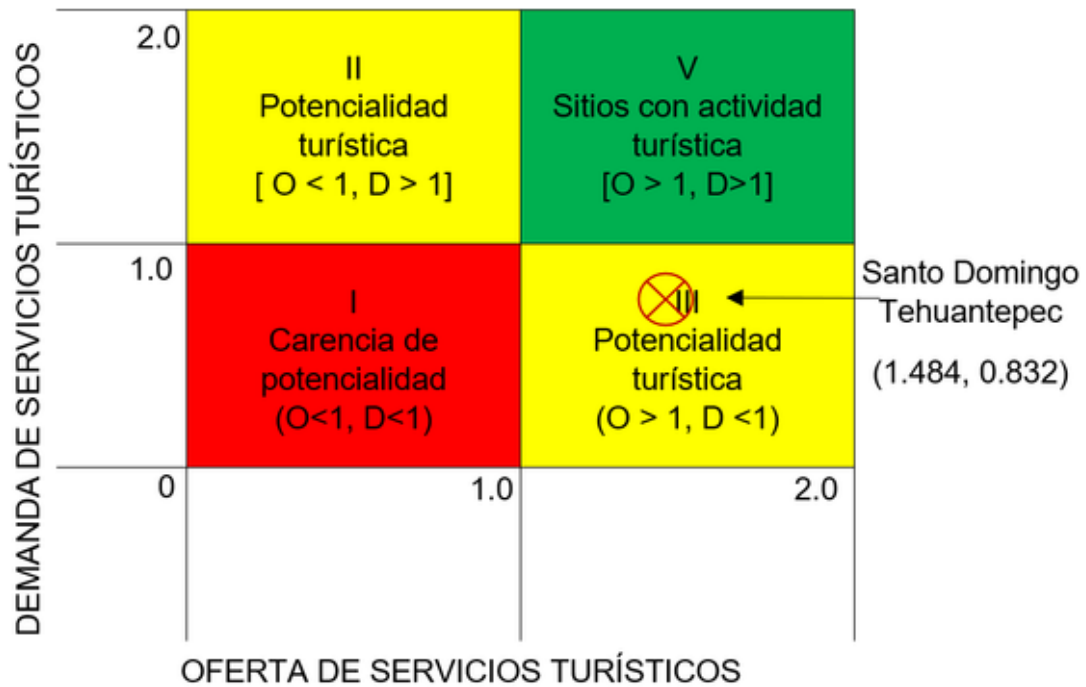 DEMANDA DE SERVICIOS TURÍSTICOS
2.0
II
Potencialidad
turística
[ O < 1, D > 1]
V
Sitios con actividad
turística
[O > 1, D>1]
1.0
I
Carencia de
potencialidad
(O<1, D<1)
III
Potencialidad
turística
(O > 1, D <1)
Santo Domingo
Tehuantepec
(1.484, 0.832)
0
1.0
2.0
OFERTA DE SERVICIOS TURÍSTICOS